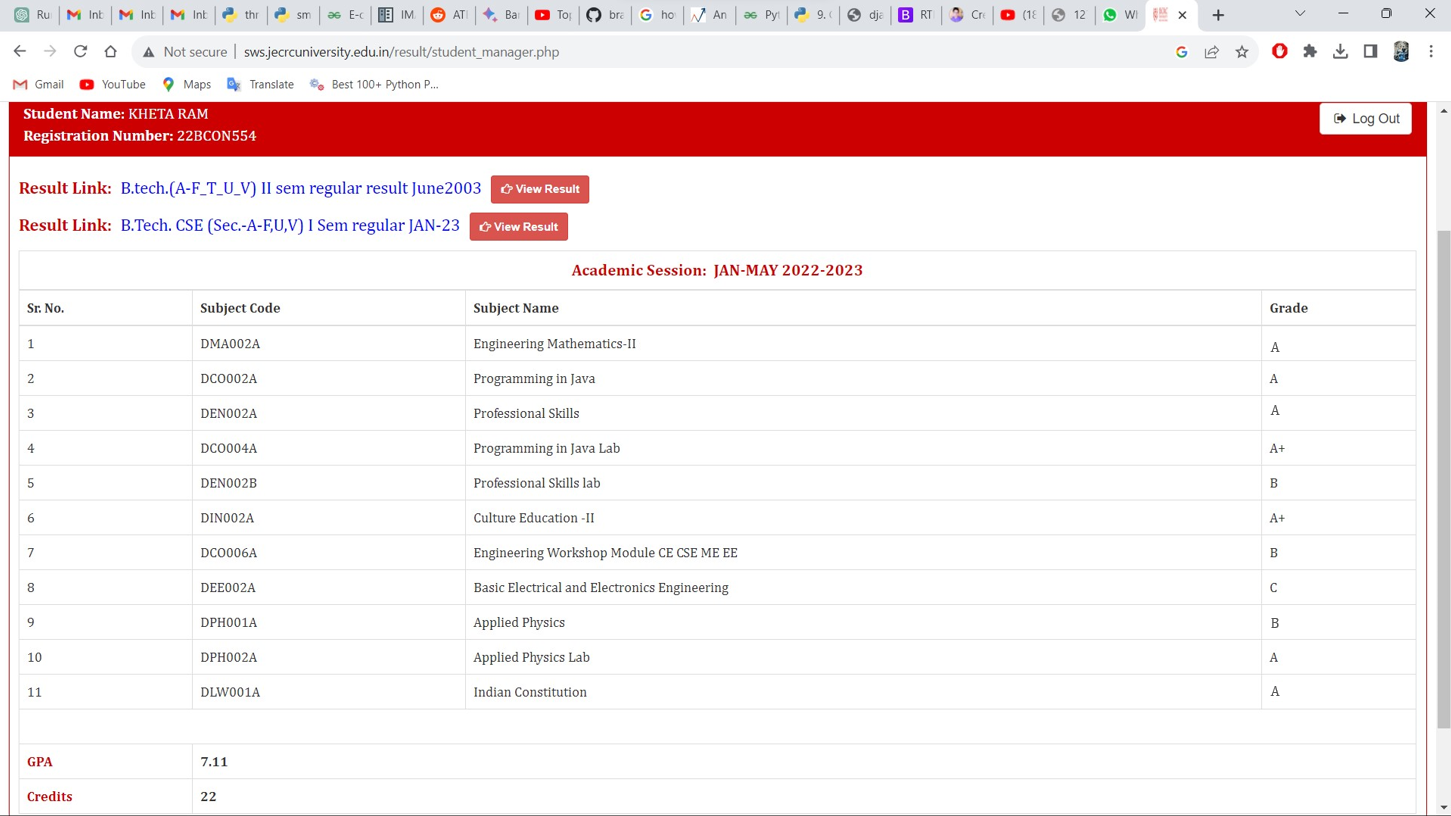 Ru
Inb
Inb
Inb
thr
sm
E-c
IM
ATI
Ba
Top
bra
ho
An
Pyt
9. (
dja
RT
Cre
(18
12
Wh
Not secure
sws.jecrcuniversity.edu.in/result/student_manager.php
Gmail YouTube Maps Translate Best 100+ Python P...
Student Name: KHETA RAM
Log Out
Registration Number: 22BCON554
Result Link: B.tech.(A-F_T_U_V) II sem regular result June2003 View Result
Result Link: B.Tech. CSE (Sec.-A-F,U,V) I Sem regular JAN-23 View Result
Academic Session: JAN-MAY 2022-2023
Sr. No. Subject Code Subject Name Grade
1 DMA002A Engineering Mathematics-II A
2 DCO002A Programming in Java A
3 DEN002A Professional Skills A
4 DCO004A Programming in Java Lab A+
5 DEN002B Professional Skills lab B
6 DIN002A Culture Education -II A+
7 DCO006A Engineering Workshop Module CE CSE ME EE B
8 DEE002A Basic Electrical and Electronics Engineering C
9 DPH001A Applied Physics B
10 DPH002A Applied Physics Lab A
11 DLW001A Indian Constitution A
GPA 7.11
Credits 22